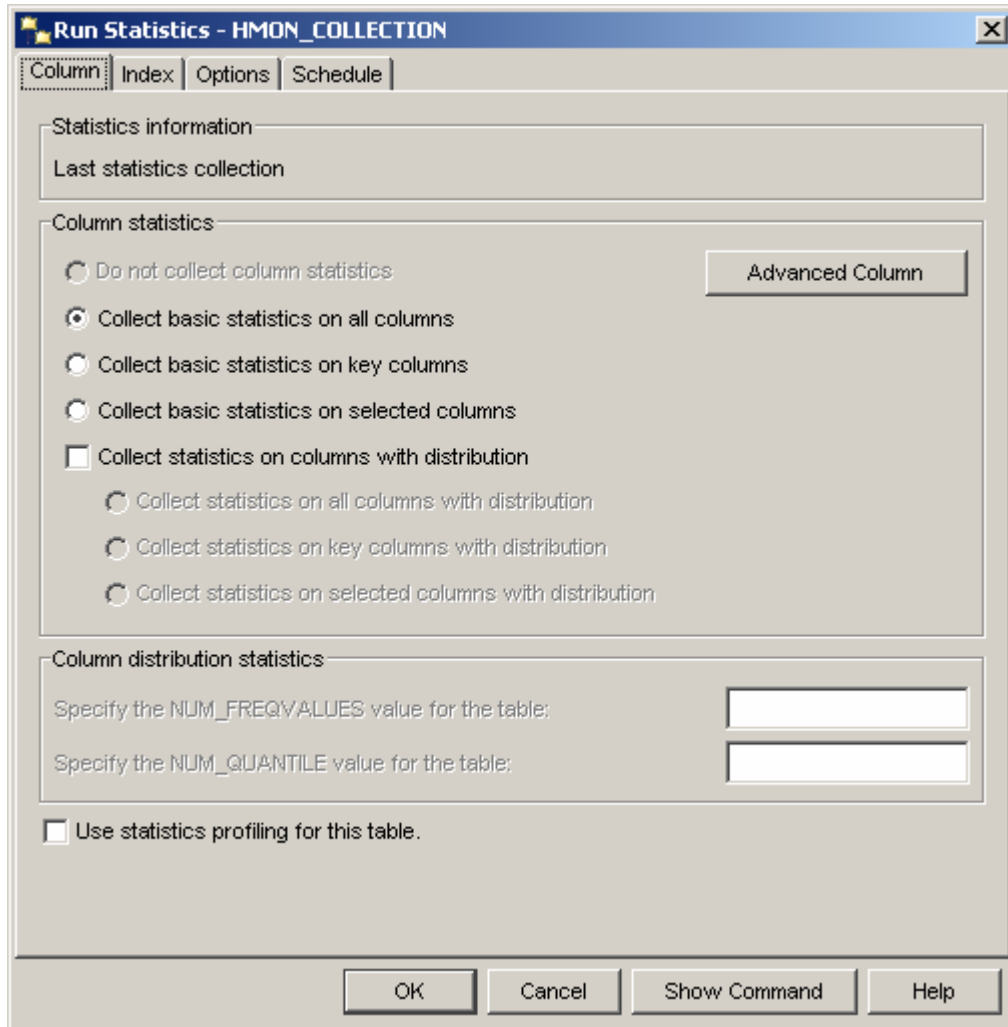 Run Statistics - HMON_COLLECTION
Column Index Options Schedule
Statistics information
Last statistics collection
Column statistics
Do not collect column statistics
Advanced Column
Collect basic statistics on all columns
Collect basic statistics on key columns
Collect basic statistics on selected columns
Collect statistics on columns with distribution
Collect statistics on all columns with distribution
Collect statistics on key columns with distribution
Collect statistics on selected columns with distribution
Column distribution statistics
Specify the NUM_FREQVALUES value for the table:
Specify the NUM_QUANTILE value for the table:
Use statistics profiling for this table.
OK Cancel Show Command Help